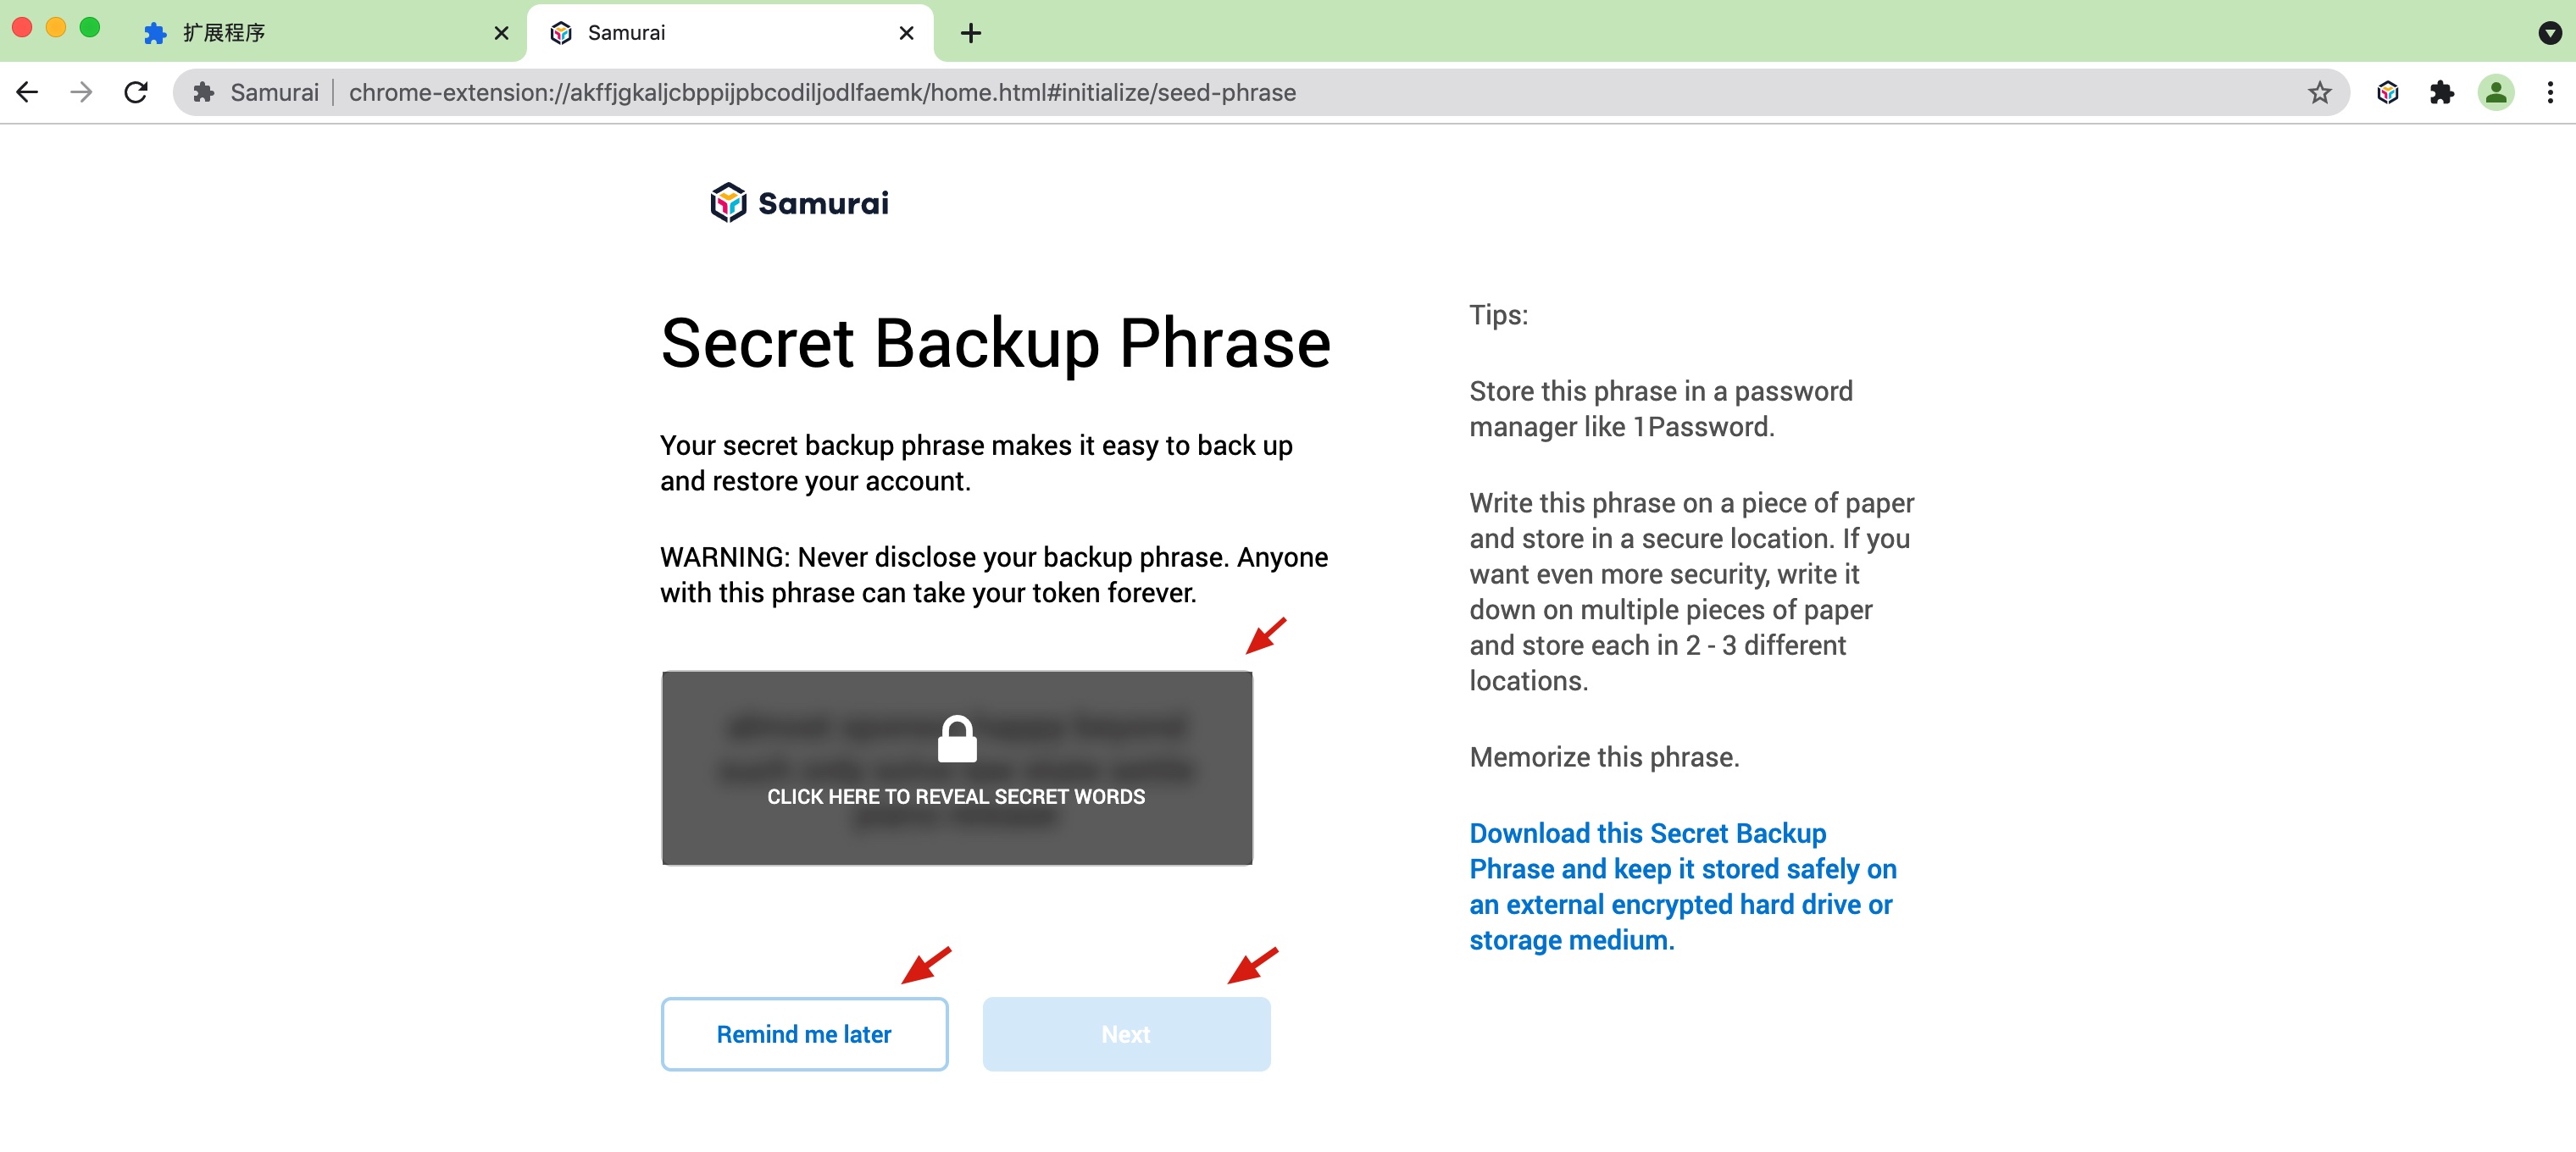 扩展程序
Samurai
Samurai
chrome-extension://akffjgkaljcbppijpbcodiljodlfaemk/home.html#initialize/seed-phrase
Samurai
Secret Backup Phrase
Your secret backup phrase makes it easy to back up
and restore your account.
WARNING: Never disclose your backup phrase. Anyone
with this phrase can take your token forever.
CLICK HERE TO REVEAL SECRET WORDS
Remind me later
Next
Tips:
Store this phrase in a password
manager like 1Password.
Write this phrase on a piece of paper
and store in a secure location. If you
want even more security, write it
down on multiple pieces of paper
and store each in 2 - 3 different
locations.
Memorize this phrase.
Download this Secret Backup
Phrase and keep it stored safely on
an external encrypted hard drive or
storage medium.